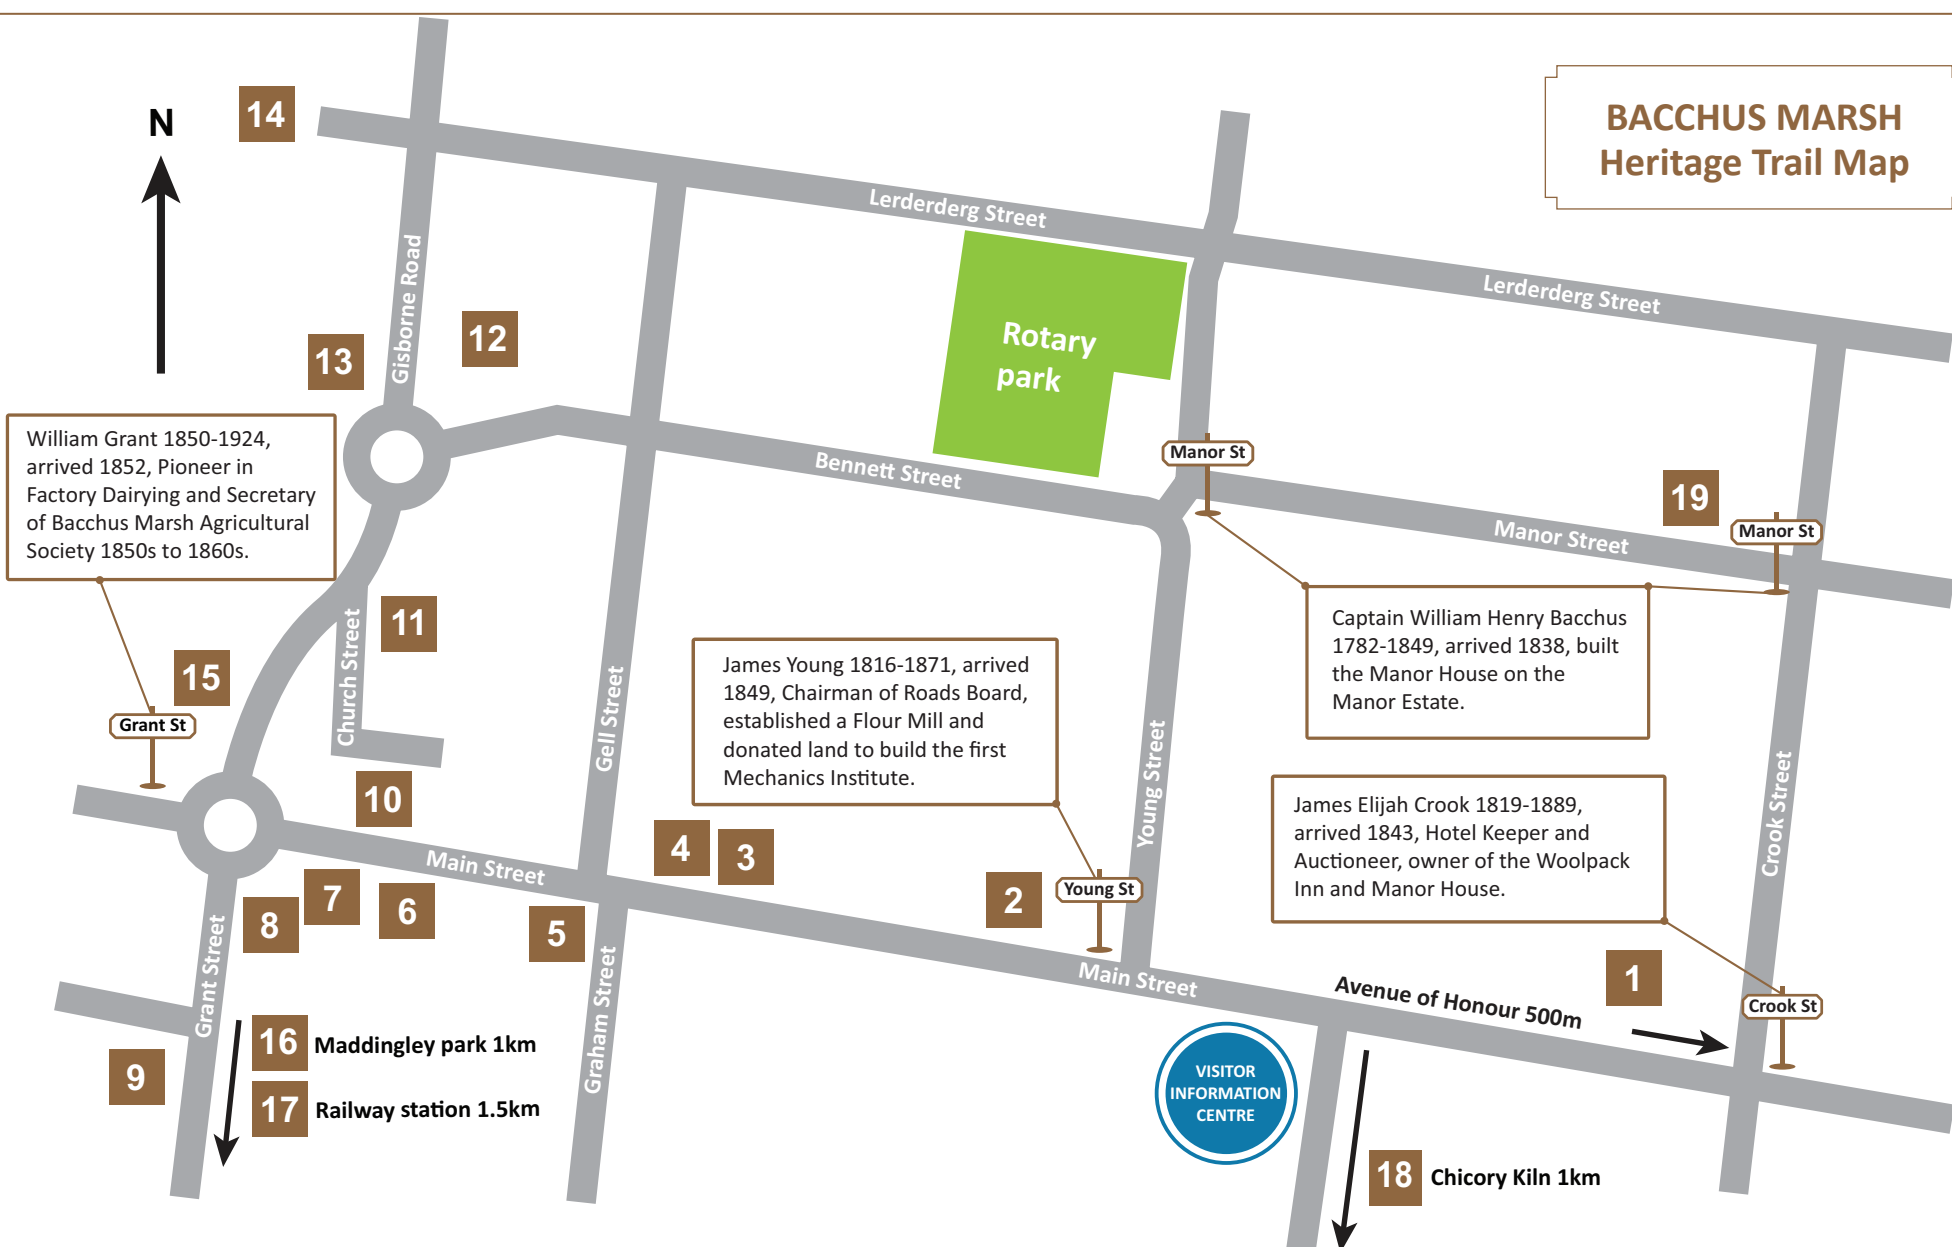 BACCHUS MARSH
Heritage Trail Map
N
14
Lerderderg Street
Lerderderg Street
Gisborne Road
12
13
Rotary
park
William Grant 1850-1924,
arrived 1852, Pioneer in
Factory Dairying and Secretary
of Bacchus Marsh Agricultural
Society 1850s to 1860s.
Bennett Street
Manor St
19
Manor St
Manor Street
11
Church Street
Captain William Henry Bacchus
1782-1849, arrived 1838, built
the Manor House on the
Manor Estate.
15
Grant St
Gell Street
James Young 1816-1871, arrived
1849, Chairman of Roads Board,
established a Flour Mill and
donated land to build the first
Mechanics Institute.
Young Street
Crook Street
James Elijah Crook 1819-1889,
arrived 1843, Hotel Keeper and
Auctioneer, owner of the Woolpack
Inn and Manor House.
10
Main Street
4
3
2
Young St
8
7
6
5
Grant Street
Graham Street
Main Street
Avenue of Honour 500m
1
Crook St
16
Maddingley park 1km
9
17
Railway station 1.5km
VISITOR
INFORMATION
CENTRE
18
Chicory Kiln 1km